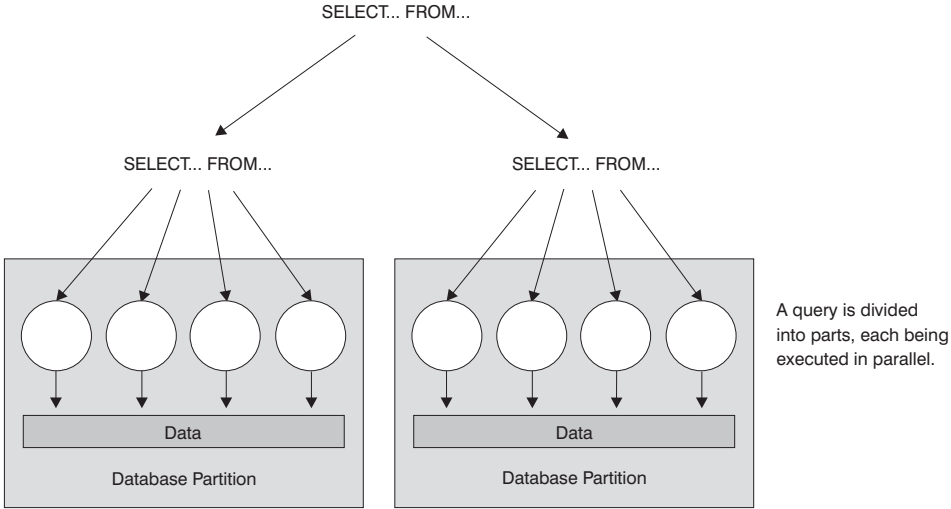 SELECT... FROM...
SELECT... FROM...
SELECT... FROM...
A query is divided
into parts, each being
executed in parallel.
Data
Data
Database Partition
Database Partition